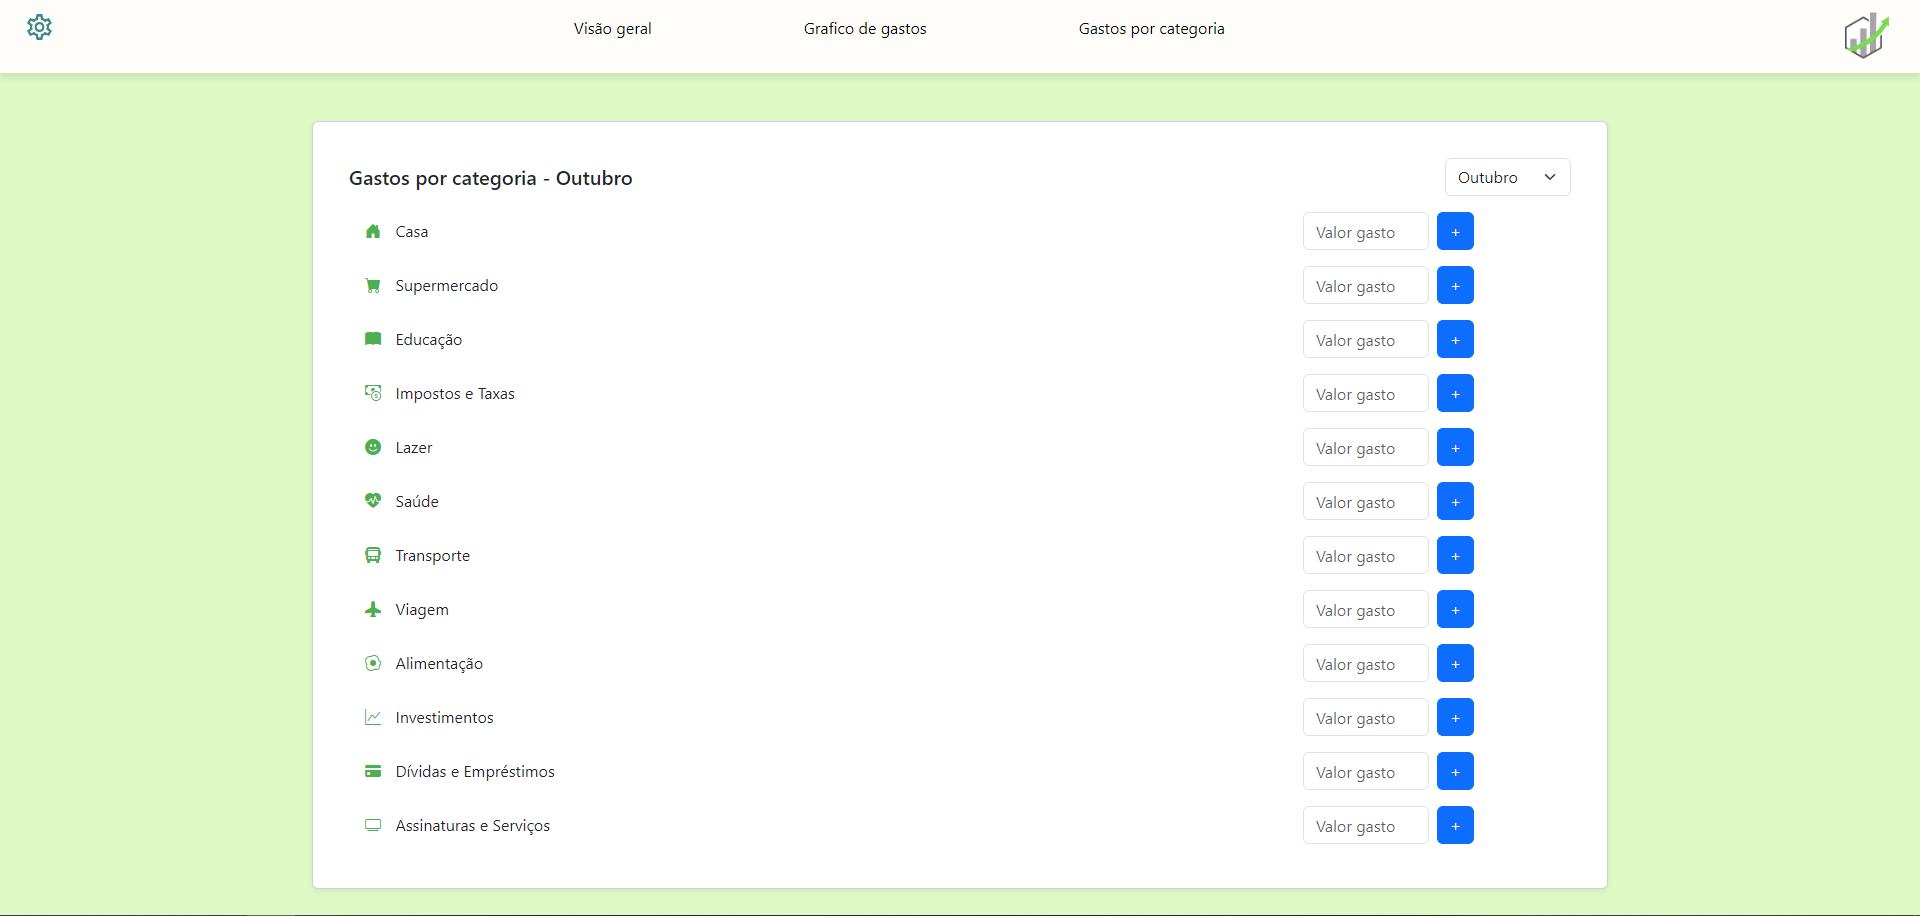 Visão geral Grafico de gastos Gastos por categoria
Gastos por categoria - Outubro Outubro
Casa Valor gasto +
Supermercado Valor gasto +
Educação Valor gasto +
Impostos e Taxas Valor gasto +
Lazer Valor gasto +
Saúde Valor gasto +
Transporte Valor gasto +
Viagem Valor gasto +
Alimentação Valor gasto +
Investimentos Valor gasto +
Dívidas e Empréstimos Valor gasto +
Assinaturas e Serviços Valor gasto +